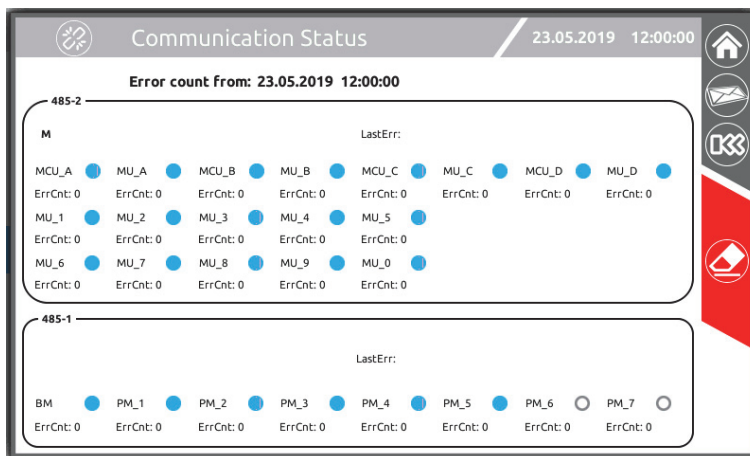 Communication Status 23.05.2019 12:00:00
Error count from: 23.05.2019 12:00:00
485-2
M LastErr:
MCU_A MU_A MCU_B MU_B MCU_C MU_C MCU_D MU_D
ErrCnt: 0 ErrCnt: 0 ErrCnt: 0 ErrCnt: 0 ErrCnt: 0 ErrCnt: 0 ErrCnt: 0 ErrCnt: 0
MU_1 MU_2 MU_3 MU_4 MU_5
ErrCnt: 0 ErrCnt: 0 ErrCnt: 0 ErrCnt: 0 ErrCnt: 0
MU_6 MU_7 MU_8 MU_9 MU_0
ErrCnt: 0 ErrCnt: 0 ErrCnt: 0 ErrCnt: 0 ErrCnt: 0
485-1
LastErr:
BM PM_1 PM_2 PM_3 PM_4 PM_5 PM_6 PM_7
ErrCnt: 0 ErrCnt: 0 ErrCnt: 0 ErrCnt: 0 ErrCnt: 0 ErrCnt: 0 ErrCnt: 0 ErrCnt: 0